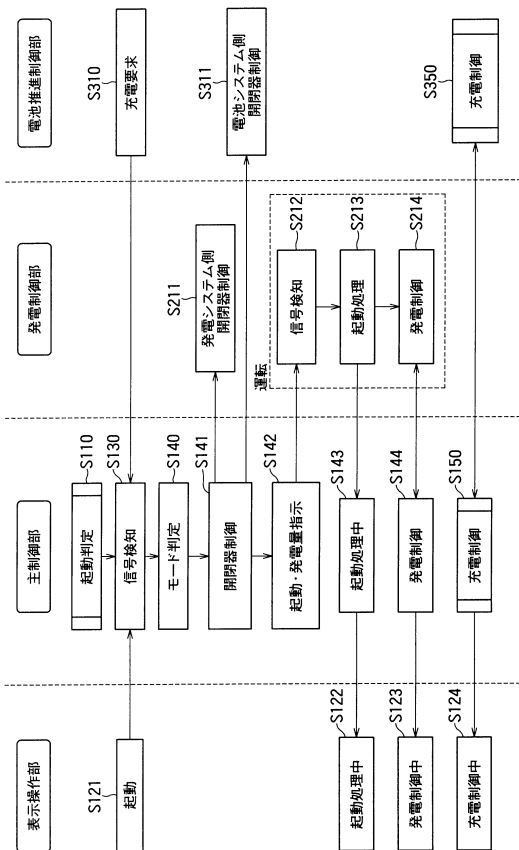 表示操作部
主制御部
発電制御部
電池推進制御部
S110
起動判定
S121
起動
S130
信号検知
S310
充電要求
S140
モード判定
S141
開閉器制御
S211
発電システム側
開閉器制御
S311
電池システム側
開閉器制御
S142
起動・発電量指示
運転
S212
信号検知
S122
起動処理中
S143
起動処理中
S213
起動処理
S123
発電制御中
S144
発電制御
S214
発電制御
S124
充電制御中
S150
充電制御
S350
充電制御